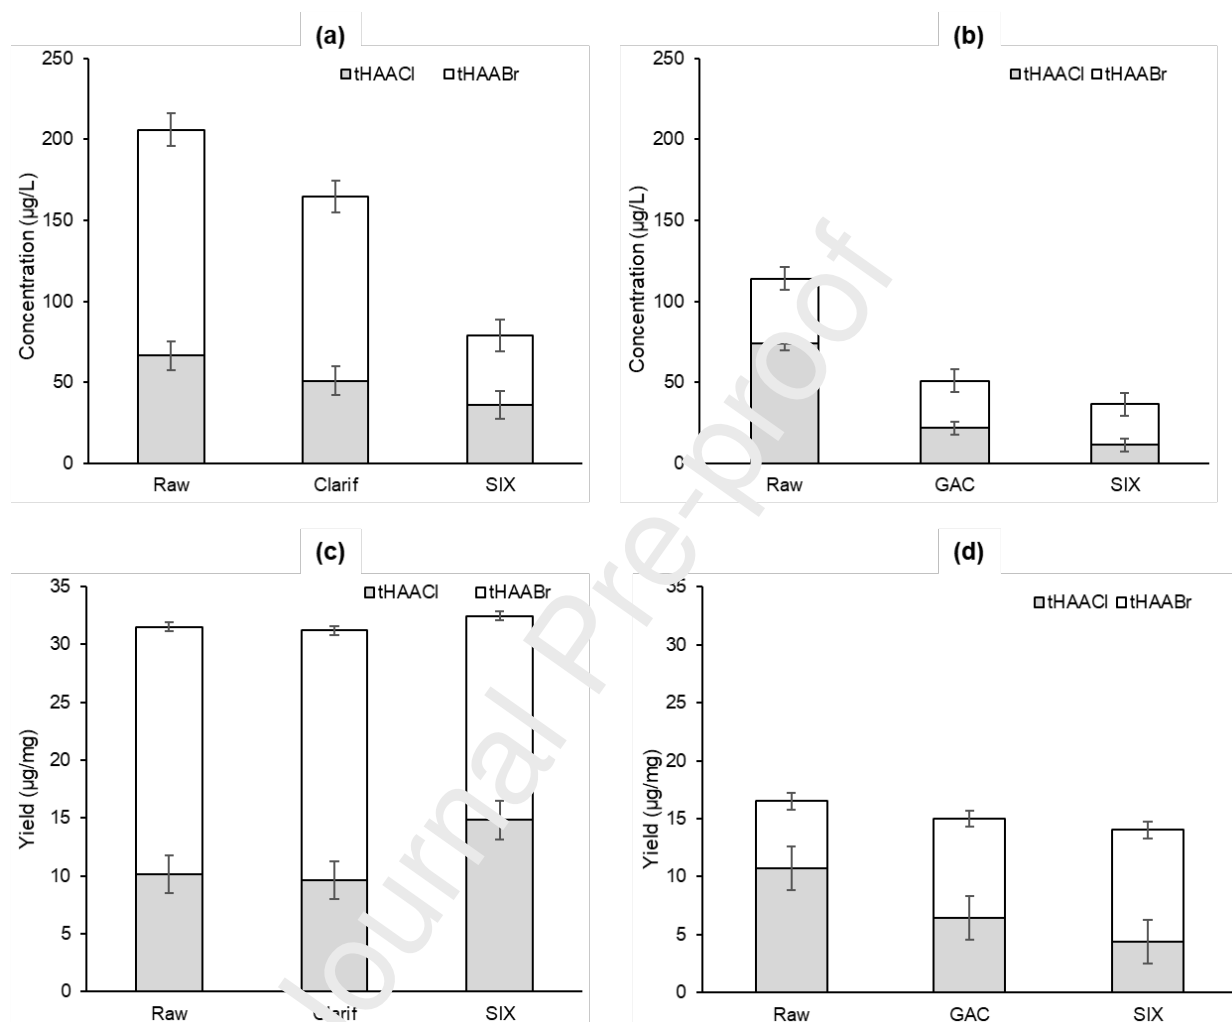 (a)
tHAACl tHAABr
Concentration (µg/L)
250
200
150
100
50
0
Raw Clarif SIX
(b)
tHAACl tHAABr
Concentration (µg/L)
250
200
150
100
50
0
Raw GAC SIX
(c)
tHAACl tHAABr
Yield (µg/mg)
35
30
25
20
15
10
5
0
Raw Clarif SIX
(d)
tHAACl tHAABr
Yield (µg/mg)
35
30
25
20
15
10
5
0
Raw GAC SIX
Journal Pre-proof